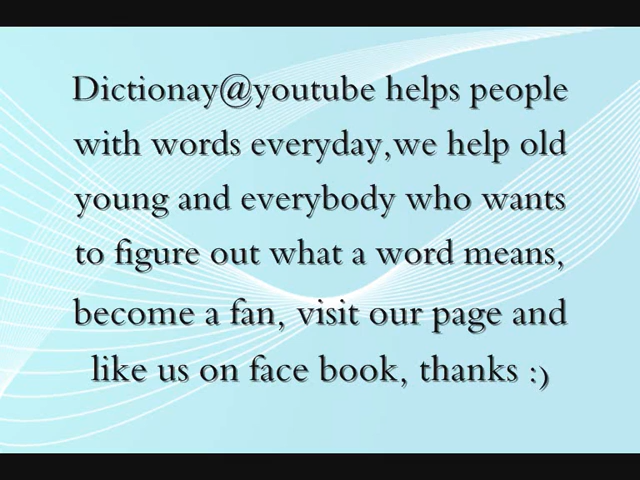 Dictionay@youtube helps people
with words everyday,we help old
young and everybody who wants
to figure out what a word means,
become a fan, visit our page and
like us on face book, thanks :)